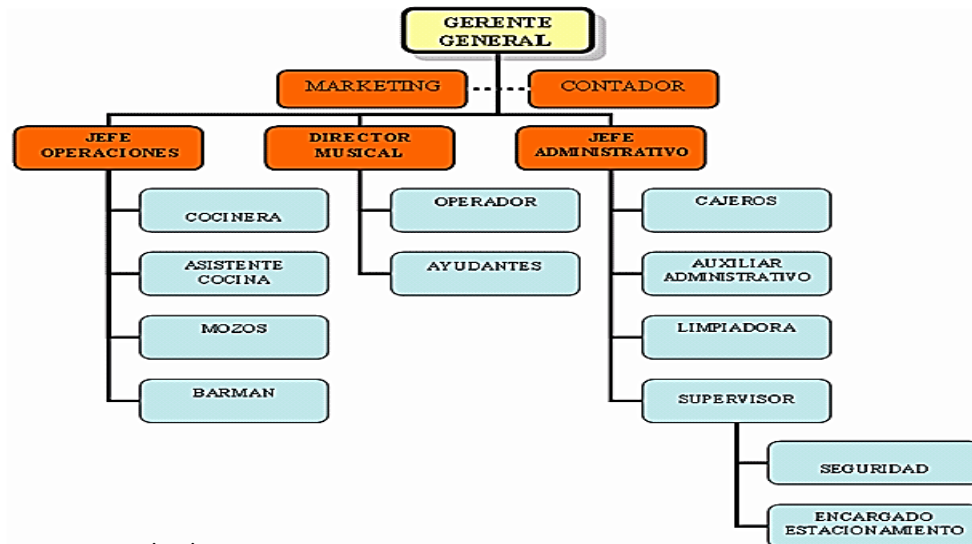 GERENTE
GENERAL
MARKETING
CONTADOR
JEFE
OPERACIONES
DIRECTOR
MUSICAL
JEFE
ADMINISTRATIVO
COCINERA
ASISTENTE
COCINA
MOZOS
BARMAN
OPERADOR
AYUDANTES
CAJEROS
AUXILIAR
ADMINISTRATIVO
LIMPIADORA
SUPERVISOR
SEGURIDAD
ENCARGADO
ESTACIONAMIENTO